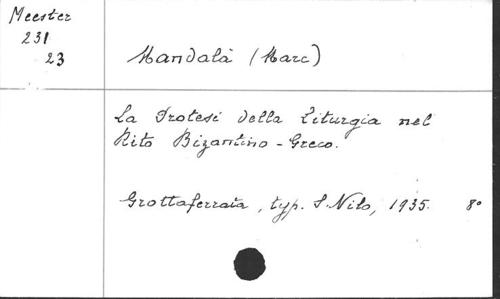 Meester
231
23
Mandalà (Marc)
La Protesi della Liturgia nel
Rito Bizantino - Greco.
Grottaferrata, typ. S. Nilo, 1935. 8°